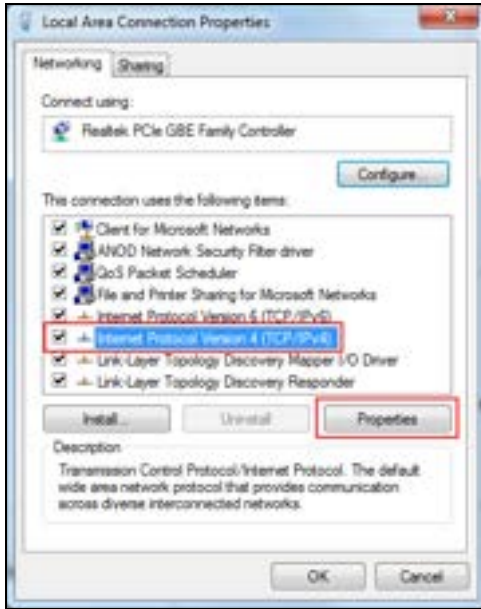 Local Area Connection Properties
Networking
Sharing
Connect using:
Realtek PCIe GBE Family Controller
Configure...
This connection uses the following items:
Client for Microsoft Networks
ANOD Network Security Filter driver
QoS Packet Scheduler
File and Printer Sharing for Microsoft Networks
Internet Protocol Version 6 (TCP/IPv6)
Internet Protocol Version 4 (TCP/IPv4)
Link-Layer Topology Discovery Mapper I/O Driver
Link-Layer Topology Discovery Responder
Install...
Uninstall
Properties
Description
Transmission Control Protocol/Internet Protocol. The default
wide area network protocol that provides communication
across diverse interconnected networks.
OK
Cancel